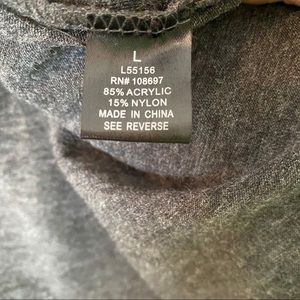 L
L55156
RN# 108697
85% ACRYLIC
15% NYLON
MADE IN CHINA
SEE REVERSE